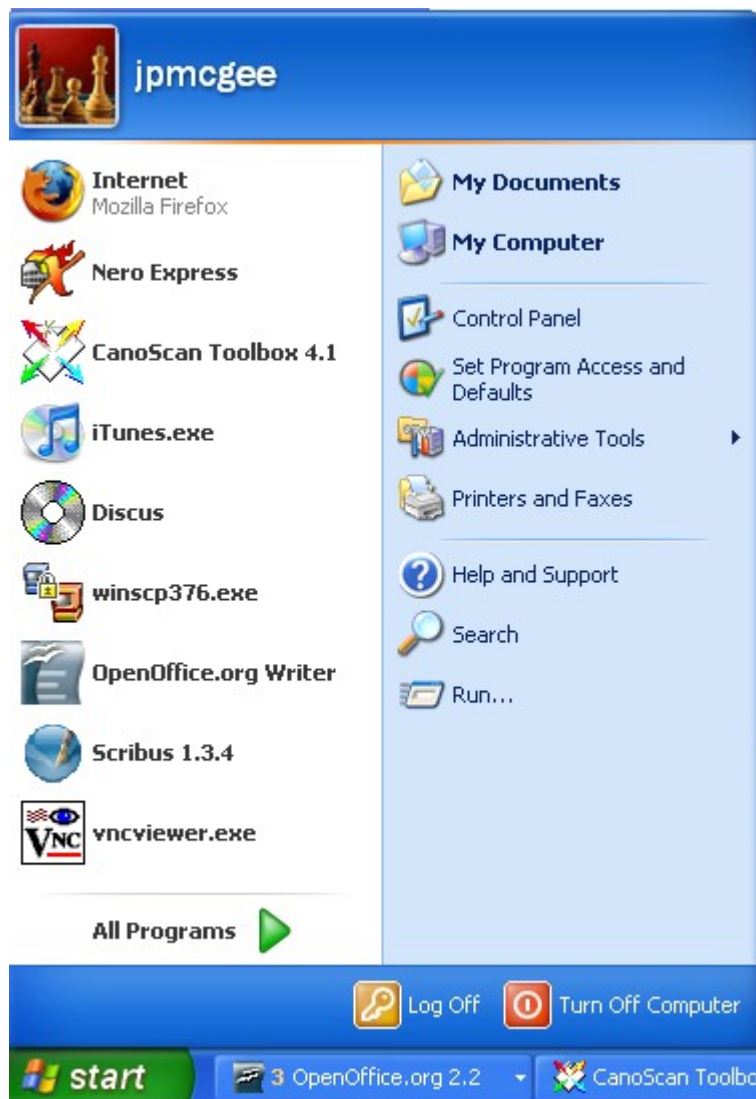 jpmcgee
Internet
Mozilla Firefox
Nero Express
CanoScan Toolbox 4.1
iTunes.exe
Discus
winscp376.exe
OpenOffice.org Writer
Scribus 1.3.4
VNC
vncviewer.exe
All Programs
My Documents
My Computer
Control Panel
Set Program Access and
Defaults
Administrative Tools
Printers and Faxes
Help and Support
Search
Run...
Log Off
Turn Off Computer
start
3 OpenOffice.org 2.2
CanoScan Toolbo